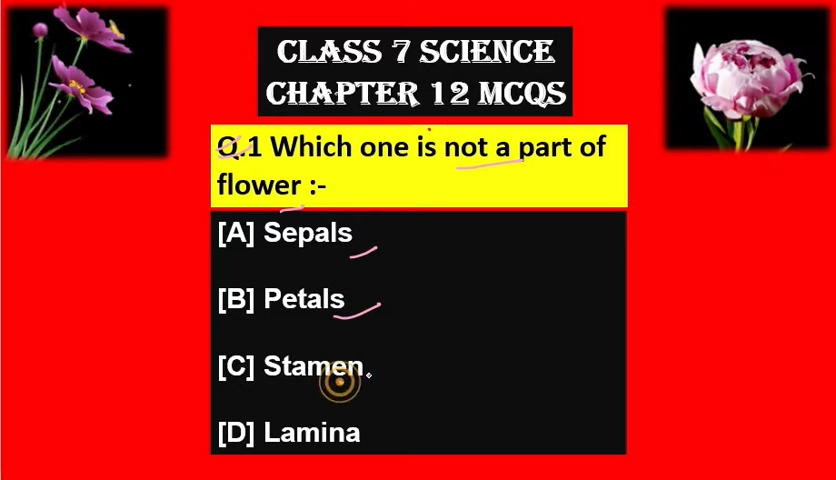 CLASS 7 SCIENCE
CHAPTER 12 MCQS
Q.1 Which one is not a part of
flower :-
[A] Sepals
[B] Petals
[C] Stamen
[D] Lamina